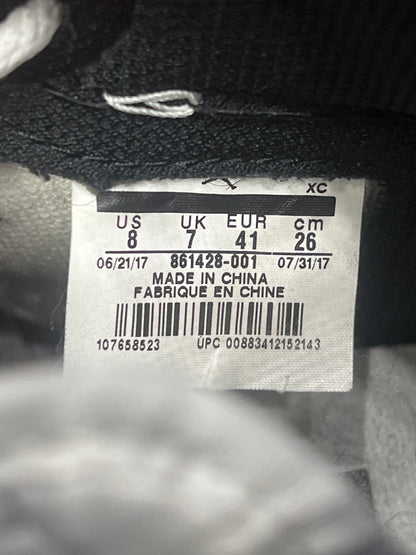 XC
US UK EUR cm
8 7 41 26
06/21/17 861428-001 07/31/17
MADE IN CHINA
FABRIQUE EN CHINE
107658523 UPC 00883412152143